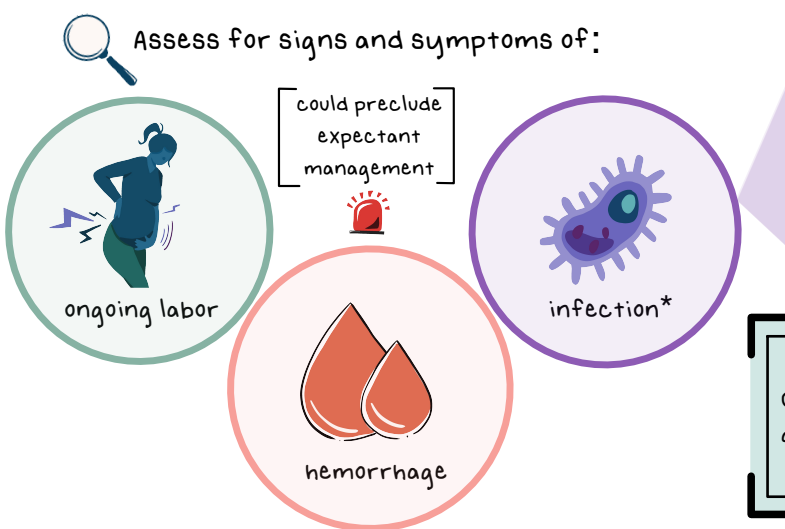 Assess for signs and symptoms of:
could preclude
expectant
management
ongoing labor
infection*
hemorrhage